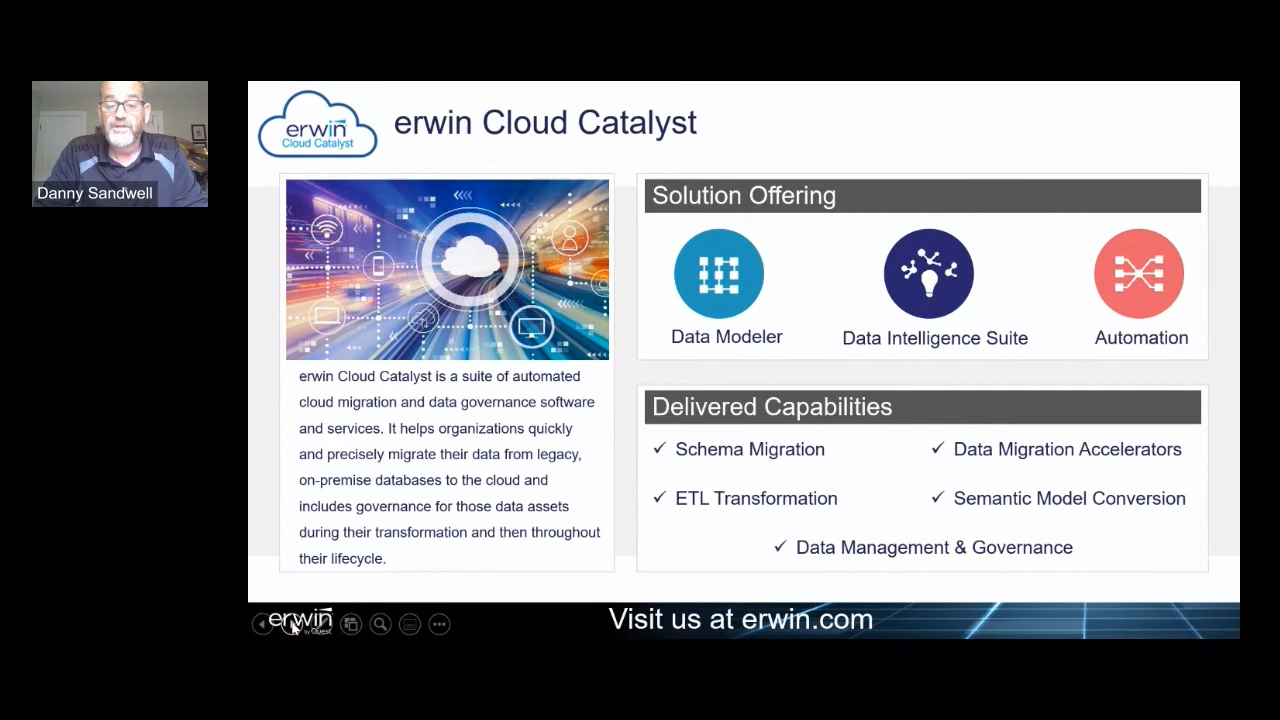 Danny Sandwell
erwin
Cloud Catalyst
erwin Cloud Catalyst
erwin Cloud Catalyst is a suite of automated
cloud migration and data governance software
and services. It helps organizations quickly
and precisely migrate their data from legacy,
on-premise databases to the cloud and
includes governance for those data assets
during their transformation and then throughout
their lifecycle.
Solution Offering
Data Modeler
Data Intelligence Suite
Automation
Delivered Capabilities
✓ Schema Migration
✓ Data Migration Accelerators
✓ ETL Transformation
✓ Semantic Model Conversion
✓ Data Management & Governance
erwin
by Quest
Visit us at erwin.com